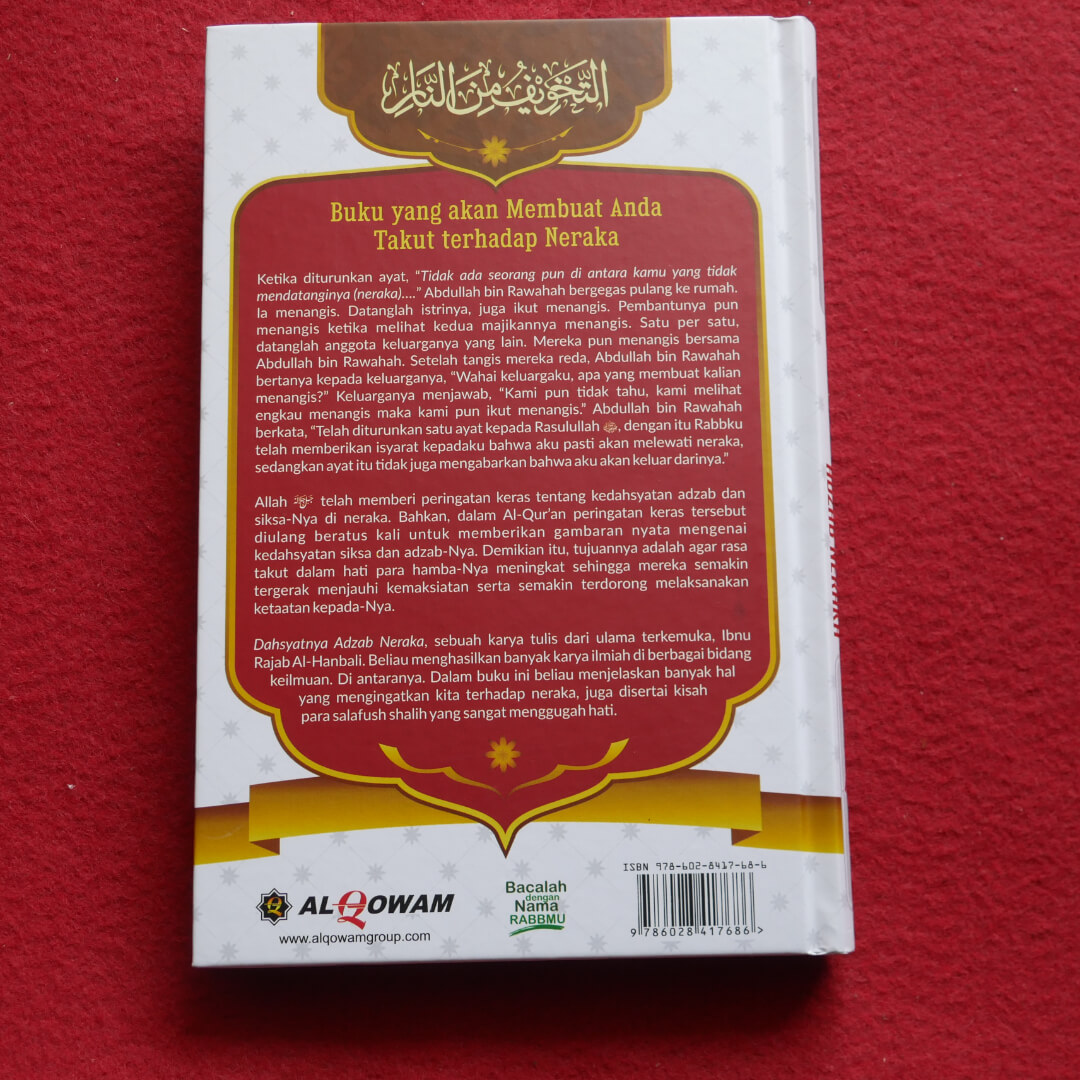 التَّخْوِيْفُ مِنَ النَّارِ
Buku yang akan Membuat Anda
Takut terhadap Neraka
Ketika diturunkan ayat, “Tidak ada seorang pun di antara kamu yang tidak
mendatanginya (neraka)....” Abdullah bin Rawahah bergegas pulang ke rumah.
Ia menangis. Datanglah istrinya, juga ikut menangis. Pembantunya pun
menangis ketika melihat kedua majikannya menangis. Satu per satu,
datanglah anggota keluarganya yang lain. Mereka pun menangis bersama
Abdullah bin Rawahah. Setelah tangis mereka reda, Abdullah bin Rawahah
bertanya kepada keluarganya, “Wahai keluargaku, apa yang membuat kalian
menangis?” Keluarganya menjawab, “Kami pun tidak tahu, kami melihat
engkau menangis maka kami pun ikut menangis.” Abdullah bin Rawahah
berkata, “Telah diturunkan satu ayat kepada Rasulullah ﷺ, dengan itu Rabbku
telah memberikan isyarat kepadaku bahwa aku pasti akan melewati neraka,
sedangkan ayat itu tidak juga mengabarkan bahwa aku akan keluar darinya.”
Allah telah memberi peringatan keras tentang kedahsyatan adzab dan
siksa-Nya di neraka. Bahkan, dalam Al-Qur’an peringatan keras tersebut
diulang beratus kali untuk memberikan gambaran nyata mengenai
kedahsyatan siksa dan adzab-Nya. Demikian itu, tujuannya adalah agar rasa
takut dalam hati para hamba-Nya meningkat sehingga mereka semakin
tergerak menjauhi kemaksiatan serta semakin terdorong melaksanakan
ketaatan kepada-Nya.
Dahsyatnya Adzab Neraka, sebuah karya tulis dari ulama terkemuka, Ibnu
Rajab Al-Hanbali. Beliau menghasilkan banyak karya ilmiah di berbagai bidang
keilmuan. Di antaranya. Dalam buku ini beliau menjelaskan banyak hal
yang mengingatkan kita terhadap neraka, juga disertai kisah
para salafush shalih yang sangat menggugah hati.
ISBN 978-602-8417-68-6
9 786028 417686 >
AL QOWAM
www.alqowamgroup.com
Bacalah
dengan
Nama
RABBMU